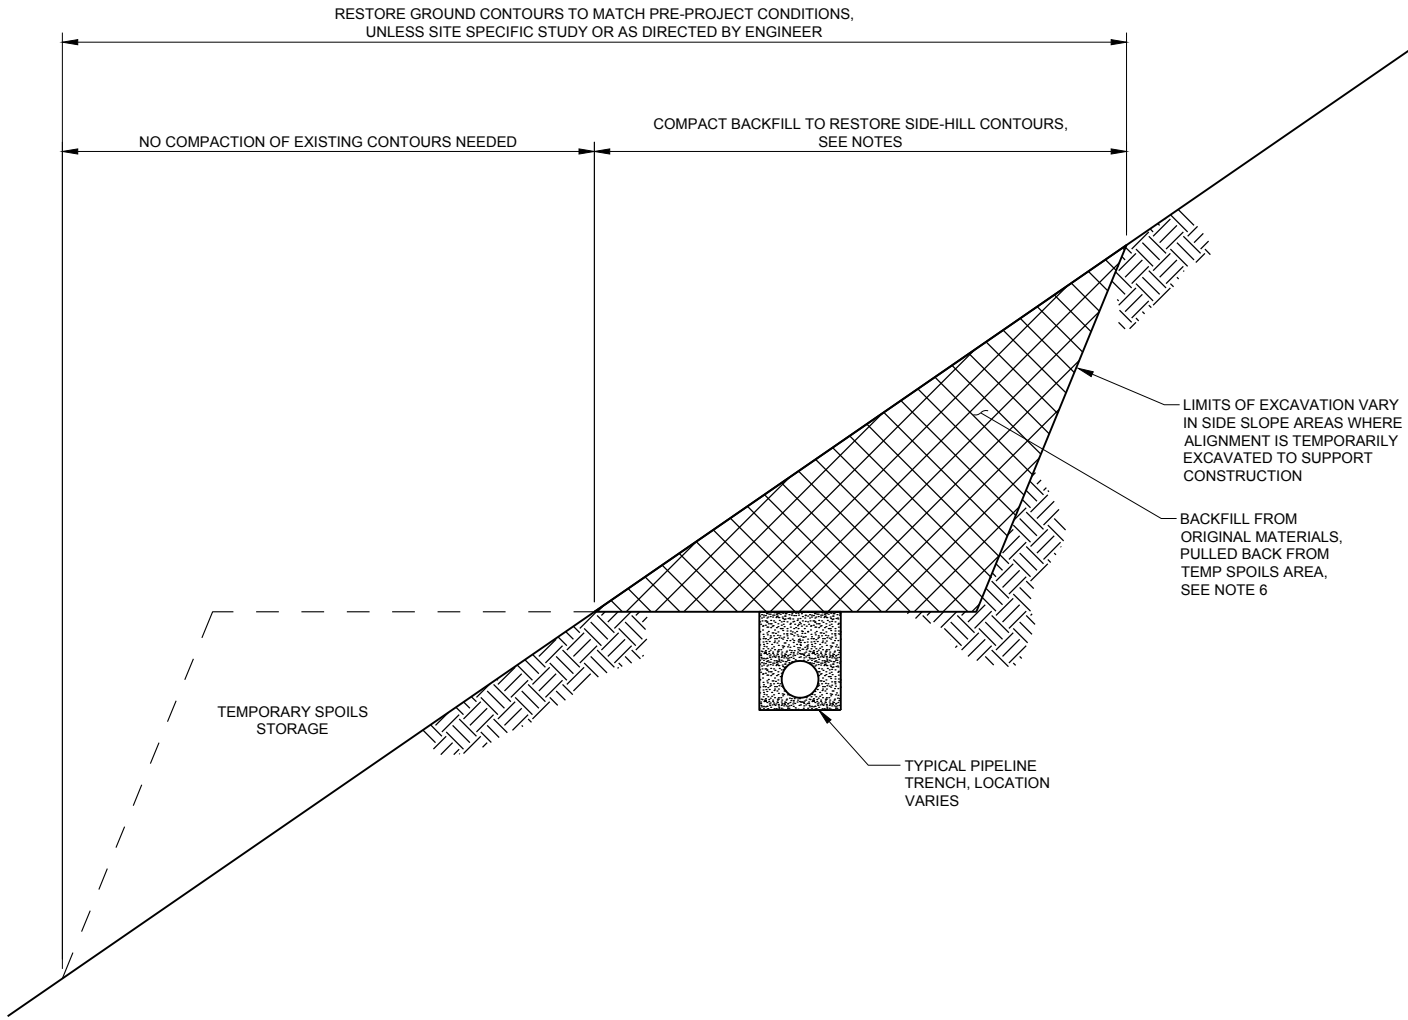 RESTORE GROUND CONTOURS TO MATCH PRE-PROJECT CONDITIONS,
UNLESS SITE SPECIFIC STUDY OR AS DIRECTED BY ENGINEER
NO COMPACTION OF EXISTING CONTOURS NEEDED
COMPACT BACKFILL TO RESTORE SIDE-HILL CONTOURS,
SEE NOTES
LIMITS OF EXCAVATION VARY
IN SIDE SLOPE AREAS WHERE
ALIGNMENT IS TEMPORARILY
EXCAVATED TO SUPPORT
CONSTRUCTION
BACKFILL FROM
ORIGINAL MATERIALS,
PULLED BACK FROM
TEMP SPOILS AREA,
SEE NOTE 6
TEMPORARY SPOILS
STORAGE
TYPICAL PIPELINE
TRENCH, LOCATION
VARIES